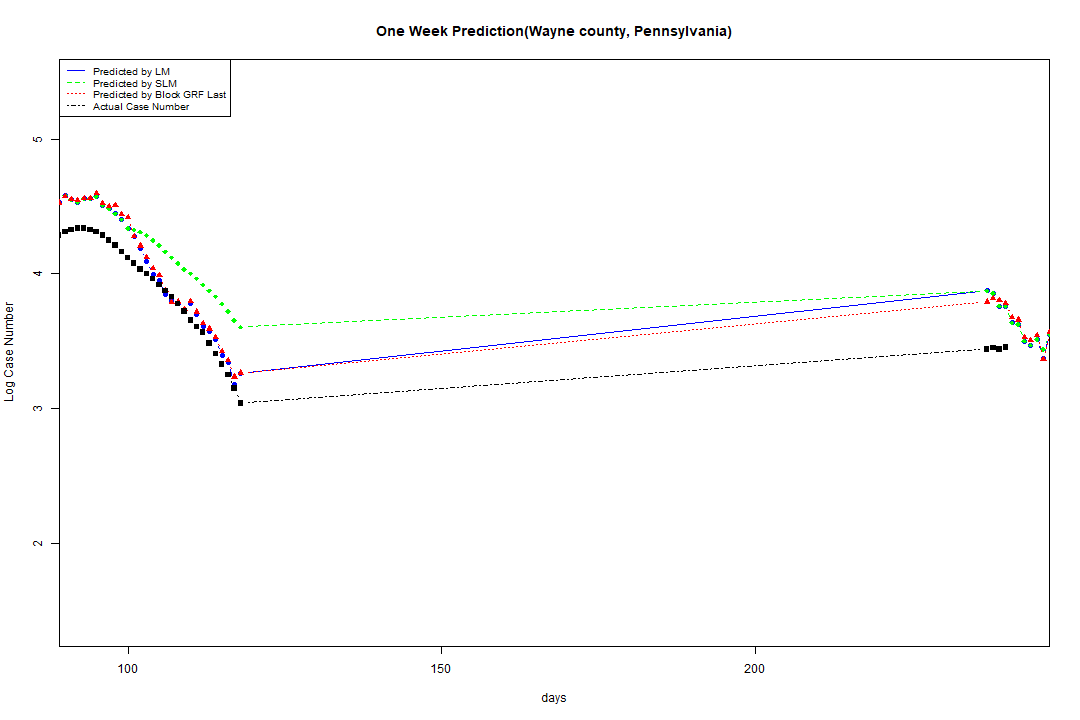 One Week Prediction(Wayne county, Pennsylvania)
Predicted by LM
Predicted by SLM
Predicted by Block GRF Last
Actual Case Number
5
4
3
2
Log Case Number
100
150
200
days